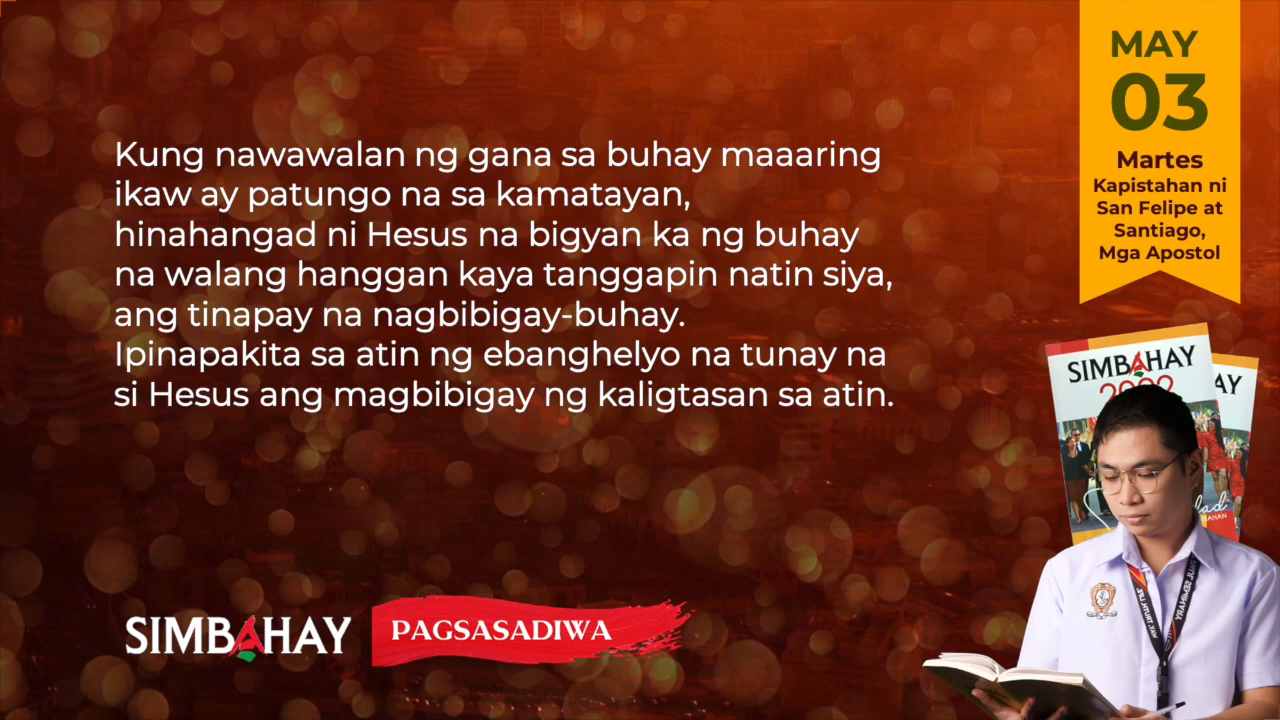 Kung nawawalan ng gana sa buhay maaaring
ikaw ay patungo na sa kamatayan,
hinahangad ni Hesus na bigyan ka ng buhay
na walang hanggan kaya tanggapin natin siya,
ang tinapay na nagbibigay-buhay.
Ipinapakita sa atin ng ebanghelyo na tunay na
si Hesus ang magbibigay ng kaligtasan sa atin.
MAY
03
Martes
Kapistahan ni
San Felipe at
Santiago,
Mga Apostol
SIMBAHAY
SIMBAHAY
PAGSASADIWA